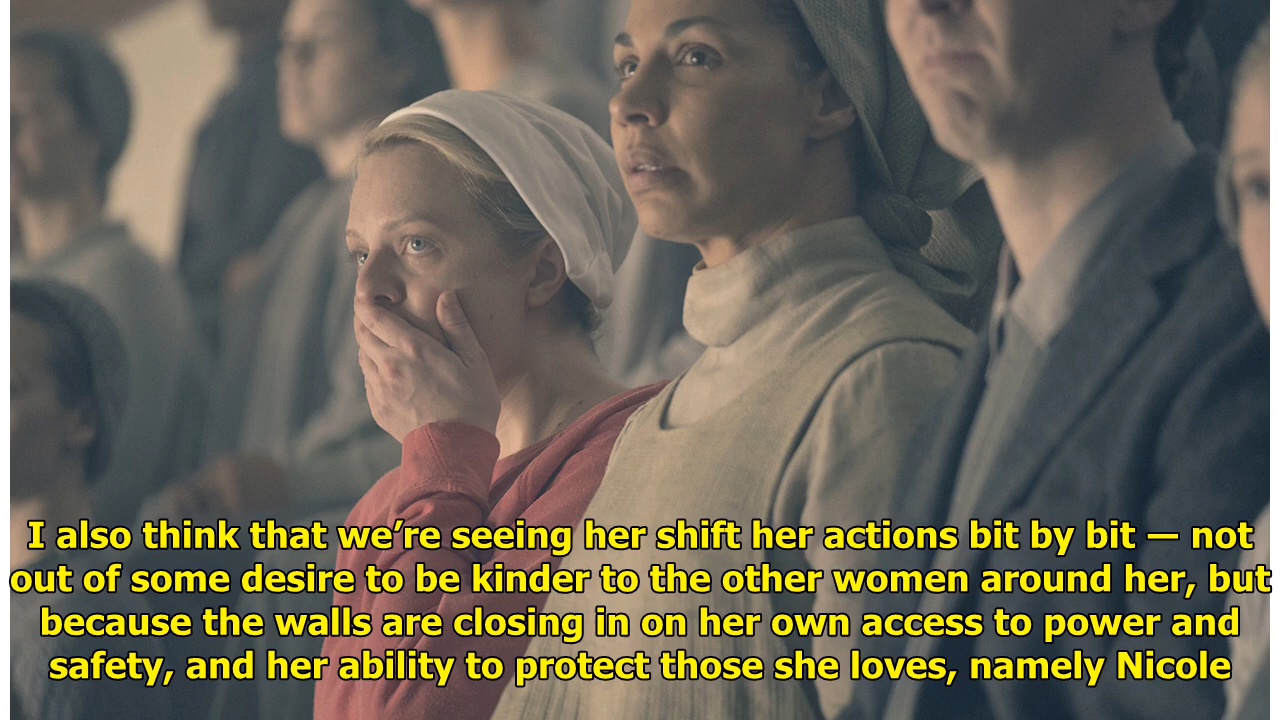 I also think that we’re seeing her shift her actions bit by bit — not
out of some desire to be kinder to the other women around her, but
because the walls are closing in on her own access to power and
safety, and her ability to protect those she loves, namely Nicole